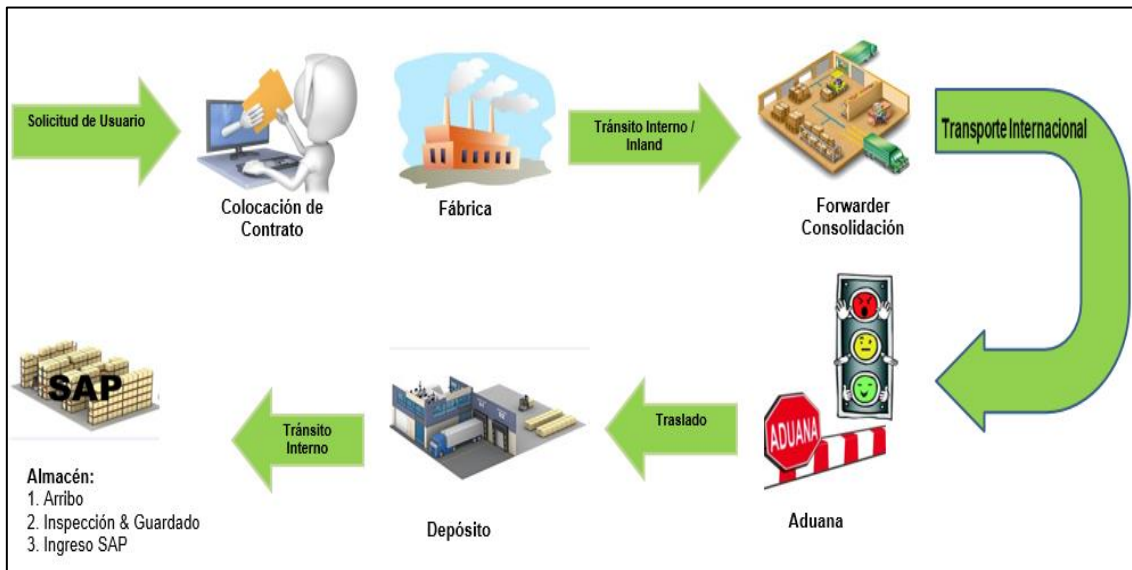 Solicitud de Usuario
Colocación de
Contrato
Fábrica
Tránsito Interno /
Inland
Forwarder
Consolidación
Transporte Internacional
ADUANA
Aduana
Traslado
Depósito
Tránsito
Interno
SAP
Almacén:
1. Arribo
2. Inspección & Guardado
3. Ingreso SAP